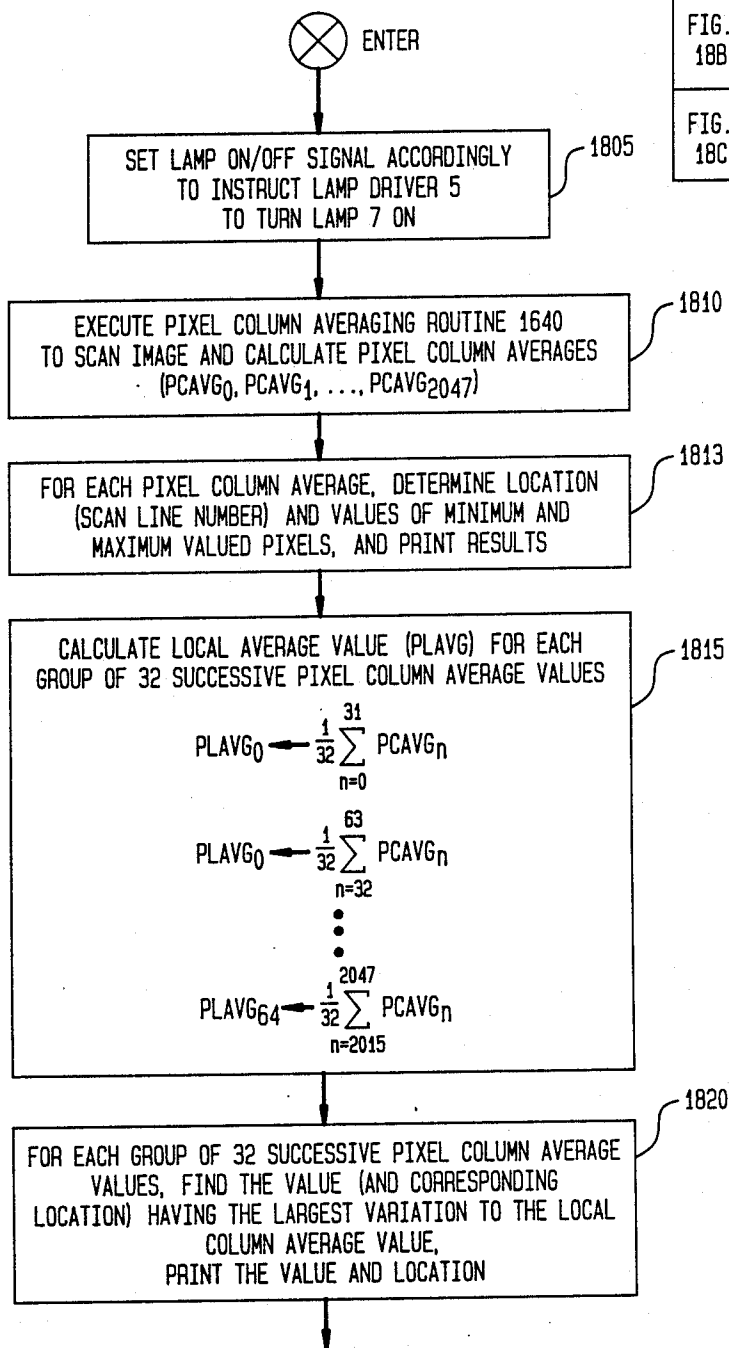 ENTER
FIG.
18B
FIG.
18C
SET LAMP ON/OFF SIGNAL ACCORDINGLY
TO INSTRUCT LAMP DRIVER 5
TO TURN LAMP 7 ON
1805
EXECUTE PIXEL COLUMN AVERAGING ROUTINE 1640
TO SCAN IMAGE AND CALCULATE PIXEL COLUMN AVERAGES
(PCAVG₀, PCAVG₁, ..., PCAVG₂₀₄₇)
1810
FOR EACH PIXEL COLUMN AVERAGE, DETERMINE LOCATION
(SCAN LINE NUMBER) AND VALUES OF MINIMUM AND
MAXIMUM VALUED PIXELS, AND PRINT RESULTS
1813
CALCULATE LOCAL AVERAGE VALUE (PLAVG) FOR EACH
GROUP OF 32 SUCCESSIVE PIXEL COLUMN AVERAGE VALUES
1815
31
PLAVG₀ ← 1/32 ∑ PCAVGₙ
n=0
63
PLAVG₀ ← 1/32 ∑ PCAVGₙ
n=32
2047
PLAVG₆₄ ← 1/32 ∑ PCAVGₙ
n=2015
FOR EACH GROUP OF 32 SUCCESSIVE PIXEL COLUMN AVERAGE
VALUES, FIND THE VALUE (AND CORRESPONDING
LOCATION) HAVING THE LARGEST VARIATION TO THE LOCAL
COLUMN AVERAGE VALUE,
PRINT THE VALUE AND LOCATION
1820